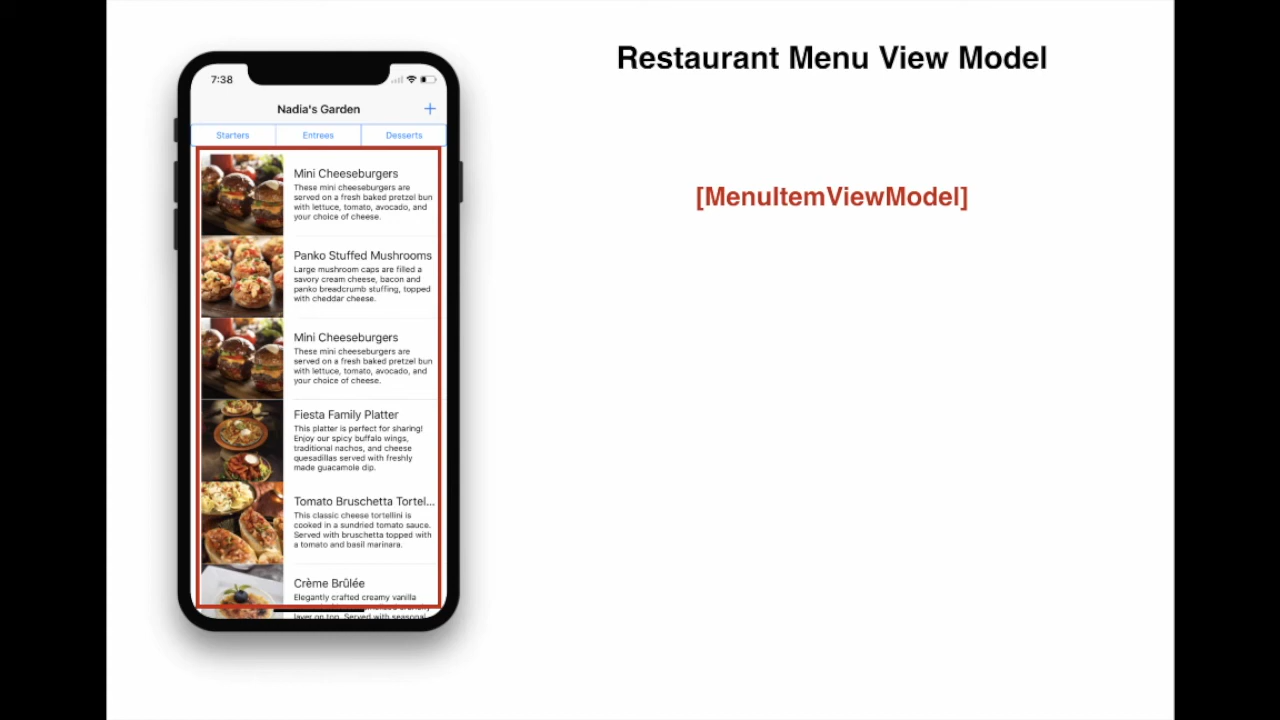 Restaurant Menu View Model
7:38
Nadia's Garden
+
Starters
Entrees
Desserts
[MenuItemViewModel]
Mini Cheeseburgers
These mini cheeseburgers are
served on a fresh baked pretzel bun
with lettuce, tomato, avocado, and
your choice of cheese.
Panko Stuffed Mushrooms
Large mushroom caps are filled a
savory cream cheese, bacon and
panko breadcrumb stuffing, topped
with cheddar cheese.
Mini Cheeseburgers
These mini cheeseburgers are
served on a fresh baked pretzel bun
with lettuce, tomato, avocado, and
your choice of cheese.
Fiesta Family Platter
This platter is perfect for sharing!
Enjoy our spicy buffalo wings,
traditional nachos, and cheese
quesadillas served with freshly
made guacamole dip.
Tomato Bruschetta Tortel...
This classic cheese tortellini is
cooked in a sundried tomato sauce.
Served with bruschetta topped with
a tomato and basil marinara.
Crème Brûlée
Elegantly crafted creamy vanilla
layer on top. Served with seasonal